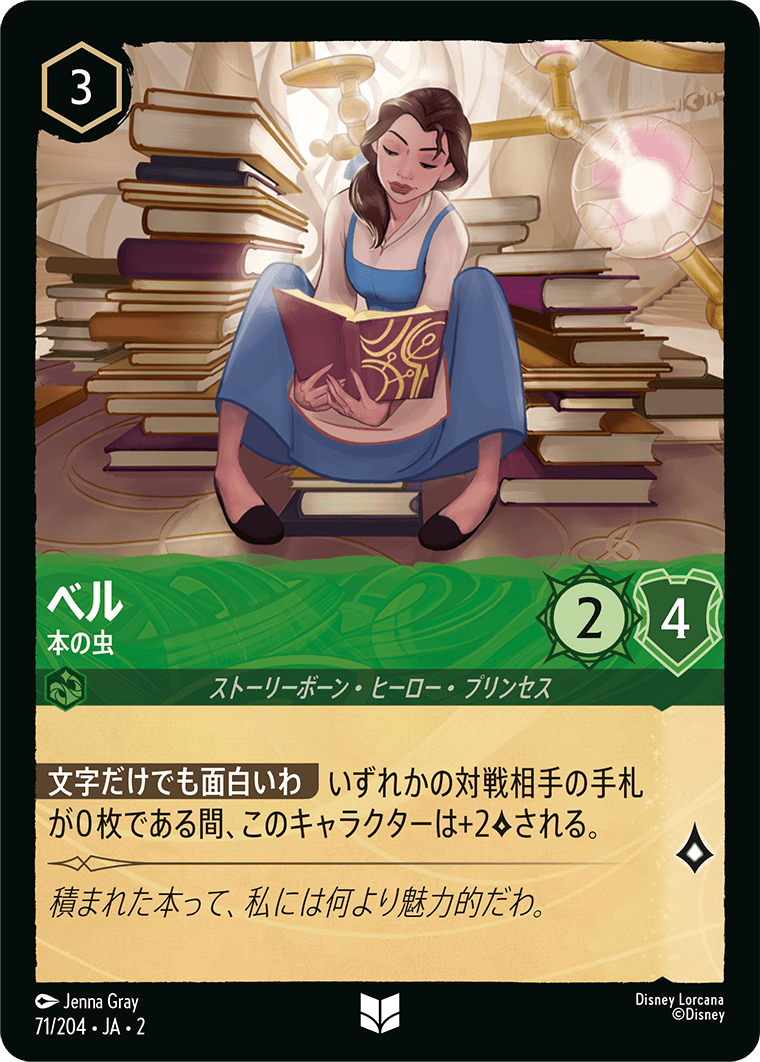 3
ベル
本の虫
2
4
ストーリーボーン・ヒーロー・プリンセス
文字だけでも面白いわ いずれかの対戦相手の手札
が0枚である間、このキャラクターは+2される。
積まれた本って、私には何より魅力的だわ。
Jenna Gray
71/204・JA・2
Disney Lorcana
©Disney